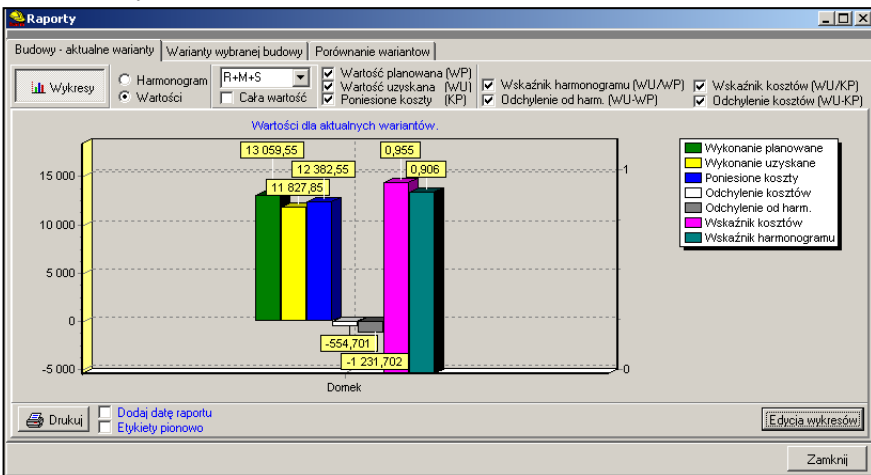 Raporty
Budowy - aktualne warianty
Warianty wybranej budowy
Porównanie wariantow
Wykresy
Harmonogram
Wartości
R+M+S
Cała wartość
Wartość planowana (WP)
Wartość uzyskana (WU)
Poniesione koszty (KP)
Wskaźnik harmonogramu (WU/WP)
Odchylenie od harm. (WU-WP)
Wskaźnik kosztów (WU/KP)
Odchylenie kosztów (WU-KP)
Wartości dla aktualnych wariantów.
13 059,55
0,955
12 382,55
0,906
11 827,85
15 000
10 000
5 000
0
-5 000
1
0
-554,701
-1 231,702
Domek
Wykonanie planowane
Wykonanie uzyskane
Poniesione koszty
Odchylenie kosztów
Odchylenie od harm.
Wskaźnik kosztów
Wskaźnik harmonogramu
Drukuj
Dodaj datę raportu
Etykiety pionowo
Edycja wykresów
Zamknij